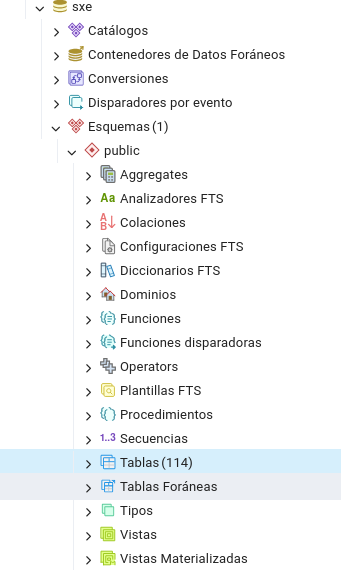 sxe
Catálogos
Contenedores de Datos Foráneos
Conversiones
Disparadores por evento
Esquemas (1)
public
Aggregates
Aa Analizadores FTS
Colaciones
Configuraciones FTS
Diccionarios FTS
Dominios
Funciones
Funciones disparadoras
Operators
Plantillas FTS
Procedimientos
1..3 Secuencias
Tablas (114)
Tablas Foráneas
Tipos
Vistas
Vistas Materializadas